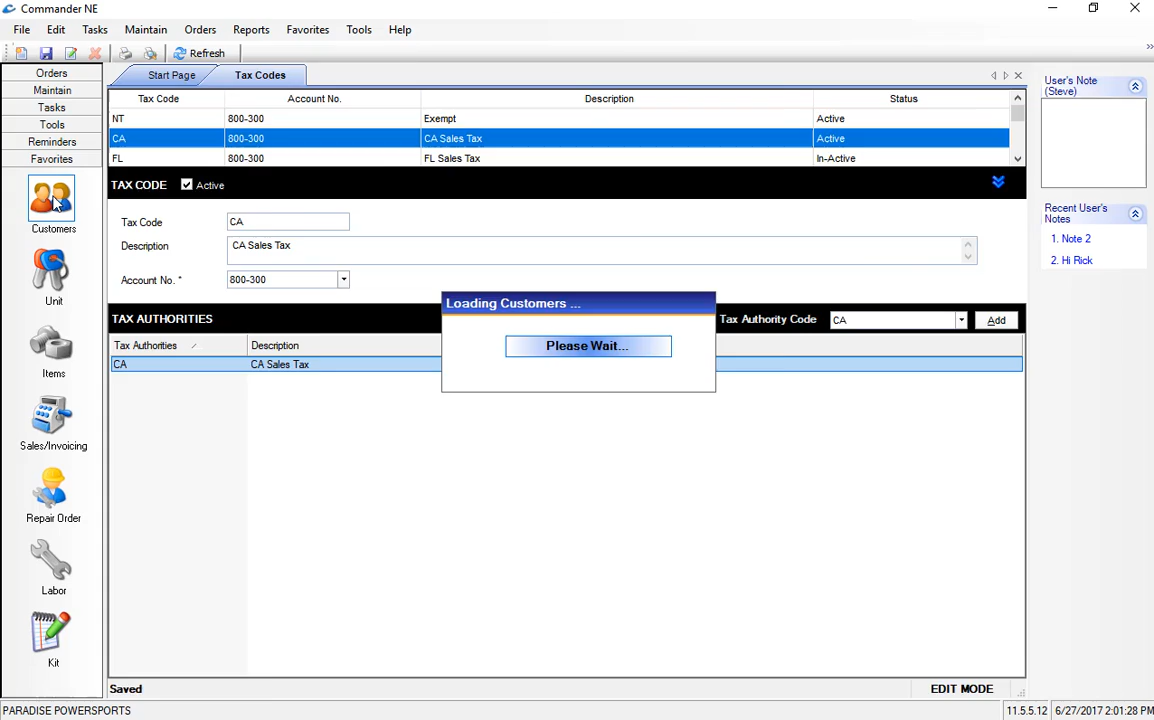 Commander NE
File Edit Tasks Maintain Orders Reports Favorites Tools Help
Refresh
Orders
Maintain
Tasks
Tools
Reminders
Favorites
Customers
Unit
Items
Sales/Invoicing
Repair Order
Labor
Kit
Start Page Tax Codes
Tax Code Account No. Description Status
NT 800-300 Exempt Active
CA 800-300 CA Sales Tax Active
FL 800-300 FL Sales Tax In-Active
TAX CODE Active
Tax Code CA
Description CA Sales Tax
Account No. * 800-300
Loading Customers ...
Please Wait...
TAX AUTHORITIES Tax Authority Code CA Add
Tax Authorities Description
CA CA Sales Tax
Saved EDIT MODE
User's Note
(Steve)
Recent User's
Notes
1. Note 2
2. Hi Rick
PARADISE POWERSPORTS 11.5.5.12 6/27/2017 2:01:28 PM